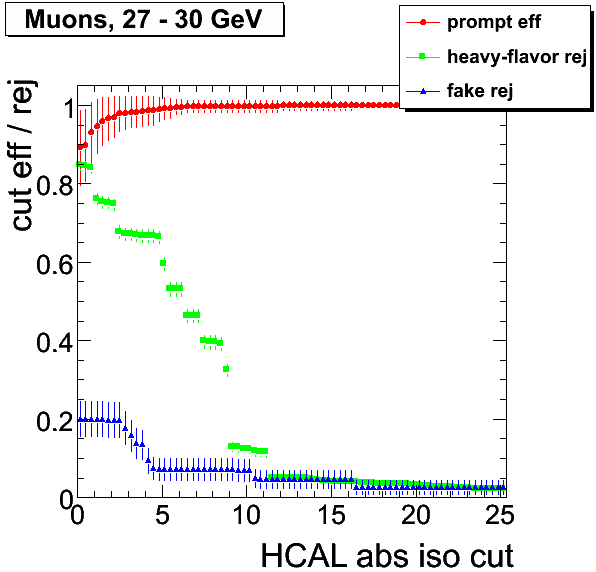 Muons, 27 - 30 GeV
prompt eff
heavy-flavor rej
fake rej
cut eff / rej
1
0.8
0.6
0.4
0.2
0
0 5 10 15 20 25
HCAL abs iso cut